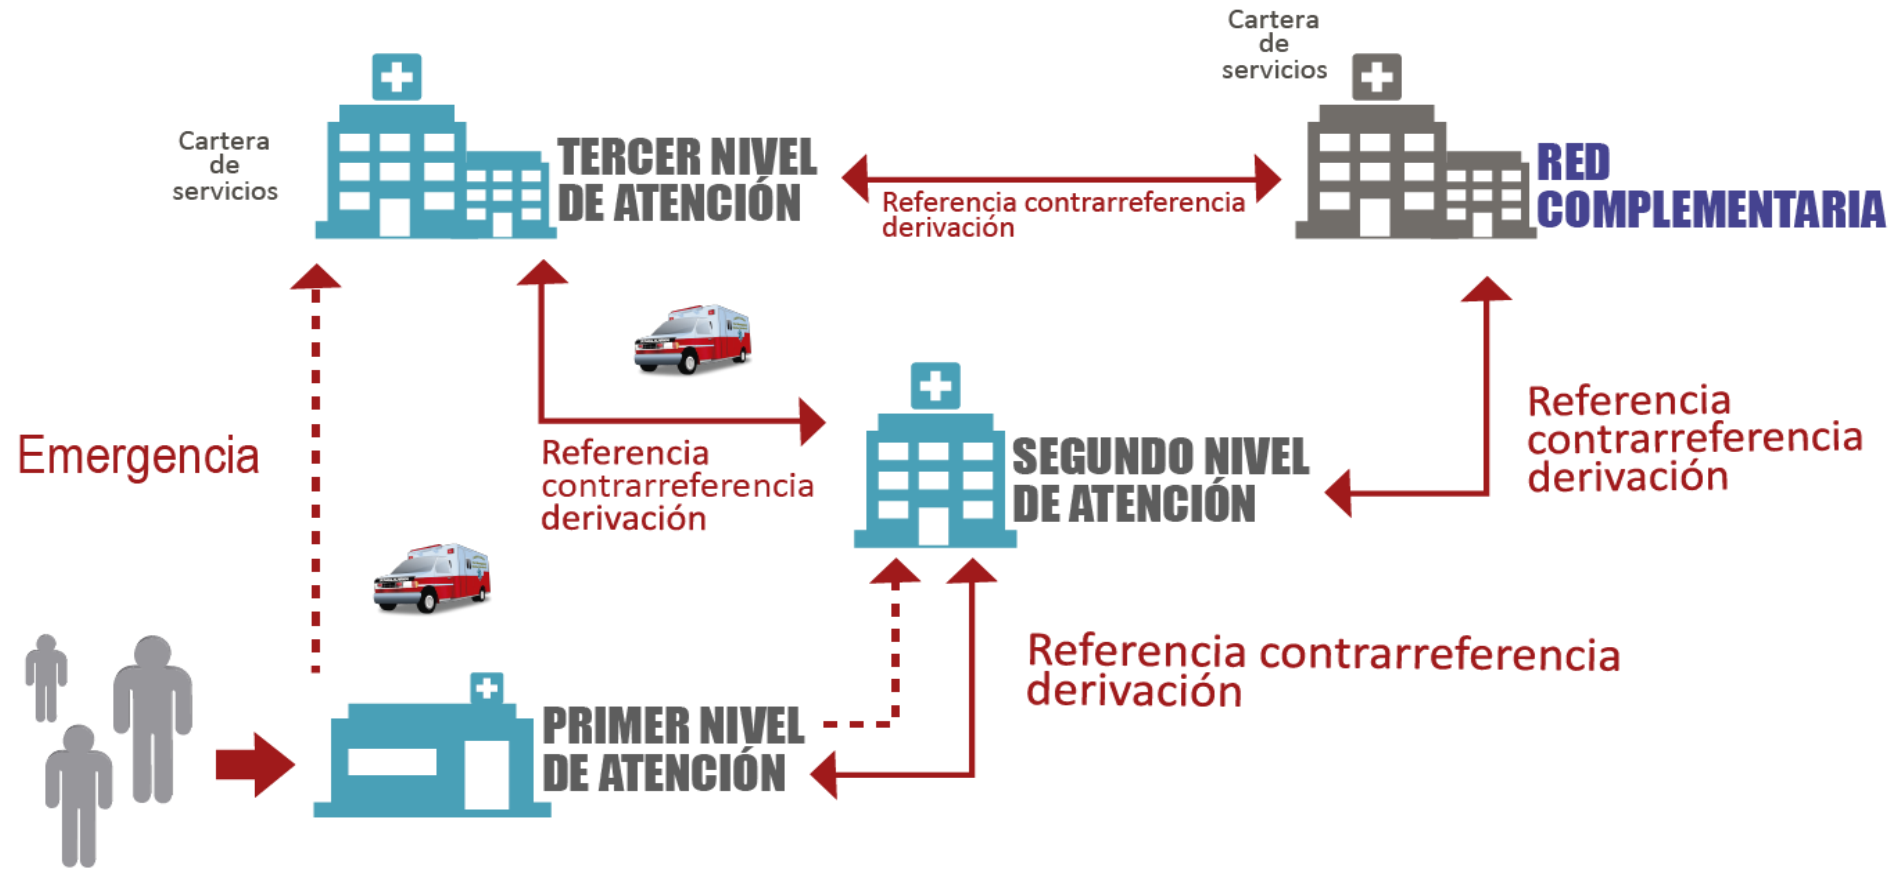 Cartera
de
servicios
Cartera
de
servicios
TERCER NIVEL
DE ATENCIÓN
Referencia contrarreferencia
derivación
RED
COMPLEMENTARIA
Emergencia
Referencia
contrarreferencia
derivación
SEGUNDO NIVEL
DE ATENCIÓN
Referencia
contrarreferencia
derivación
PRIMER NIVEL
DE ATENCIÓN
Referencia contrarreferencia
derivación